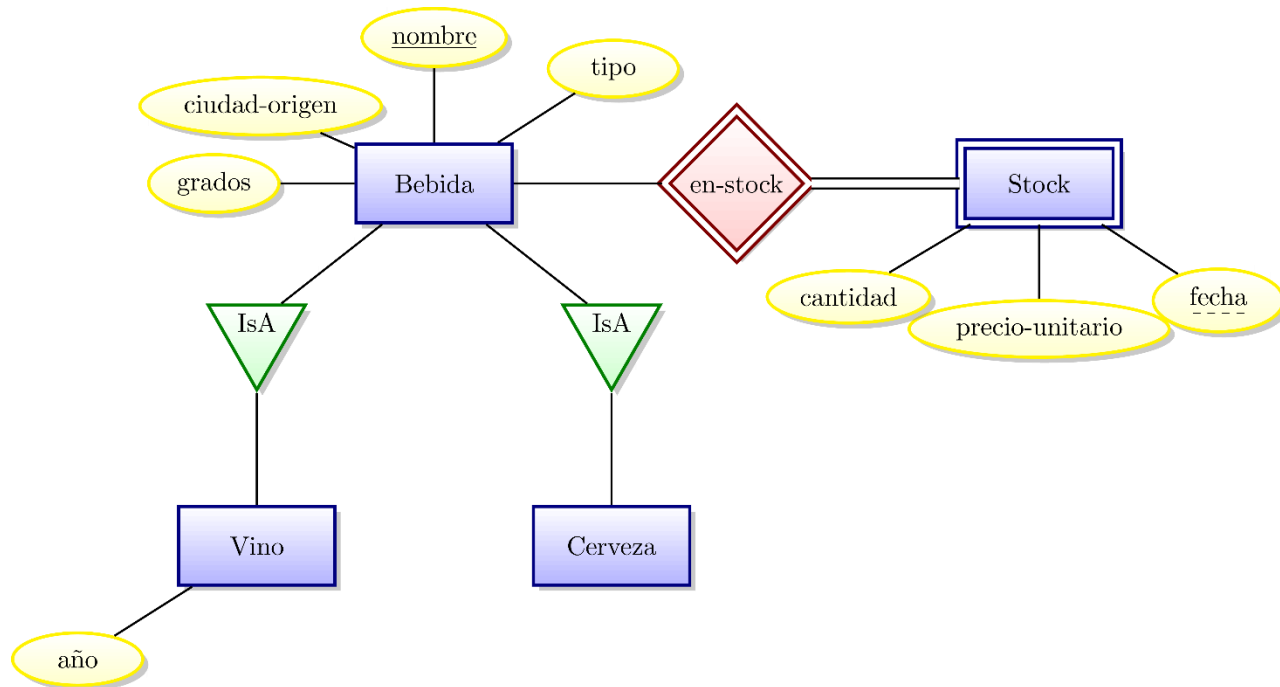 nombre
tipo
ciudad-origen
grados
Bebida
en-stock
Stock
cantidad
precio-unitario
fecha
IsA
IsA
Vino
Cerveza
año